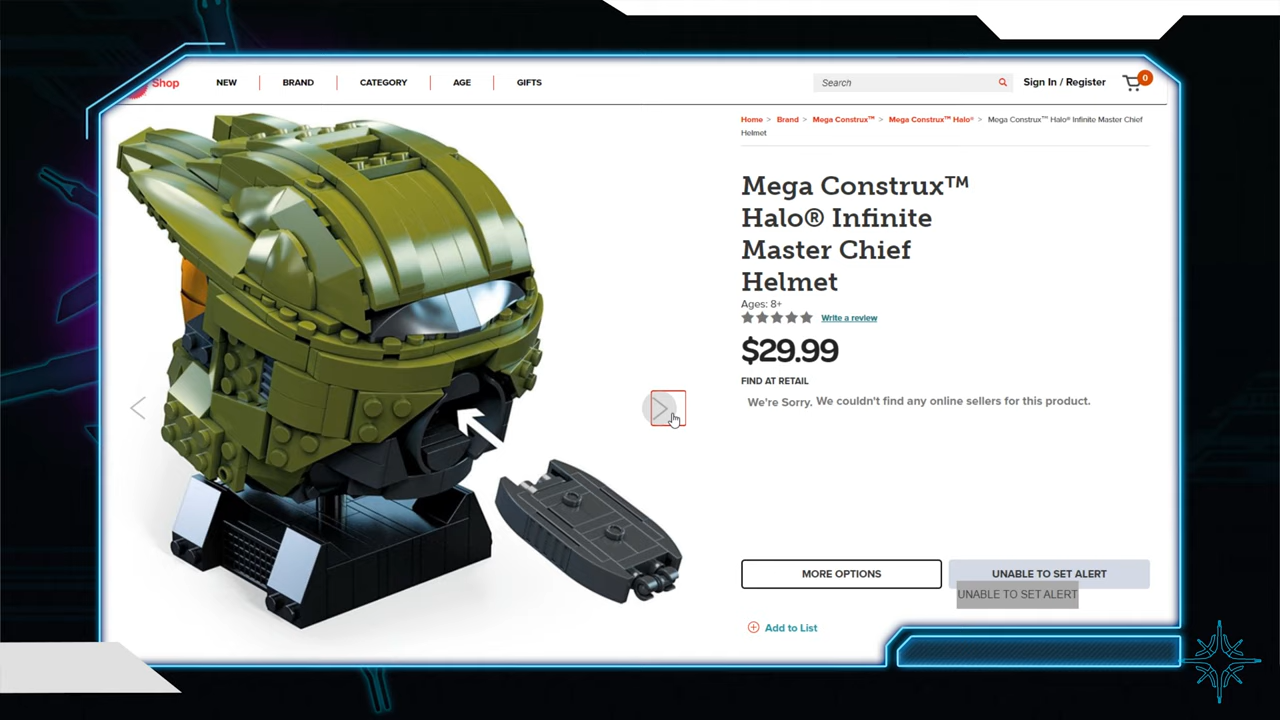 Shop
NEW
BRAND
CATEGORY
AGE
GIFTS
Search
Sign In / Register
0
Home > Brand > Mega Construx™ > Mega Construx™ Halo® > Mega Construx™ Halo® Infinite Master Chief
Helmet
Mega Construx™
Halo® Infinite
Master Chief
Helmet
Ages: 8+
Write a review
$29.99
FIND AT RETAIL
We're Sorry. We couldn't find any online sellers for this product.
MORE OPTIONS
UNABLE TO SET ALERT
UNABLE TO SET ALERT
Add to List